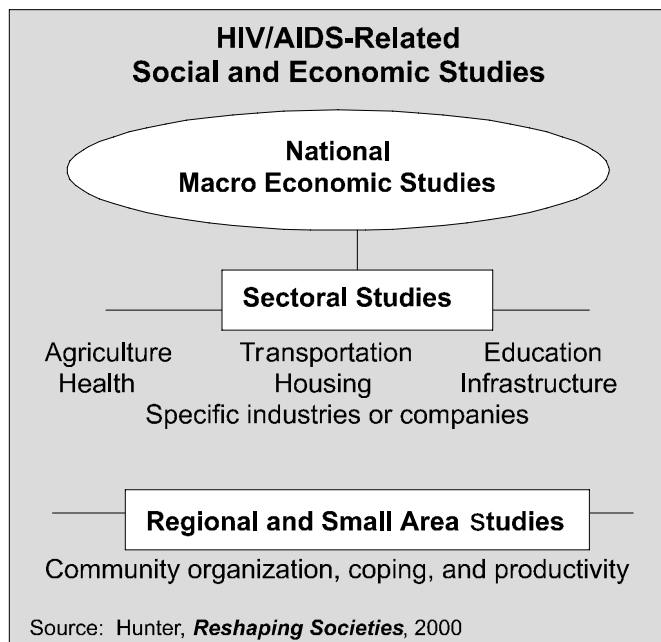 HIV/AIDS-Related
Social and Economic Studies
National
Macro Economic Studies
Sectoral Studies
Agriculture Transportation Education
Health Housing Infrastructure
Specific industries or companies
Regional and Small Area studies
Community organization, coping, and productivity
Source: Hunter, Reshaping Societies, 2000